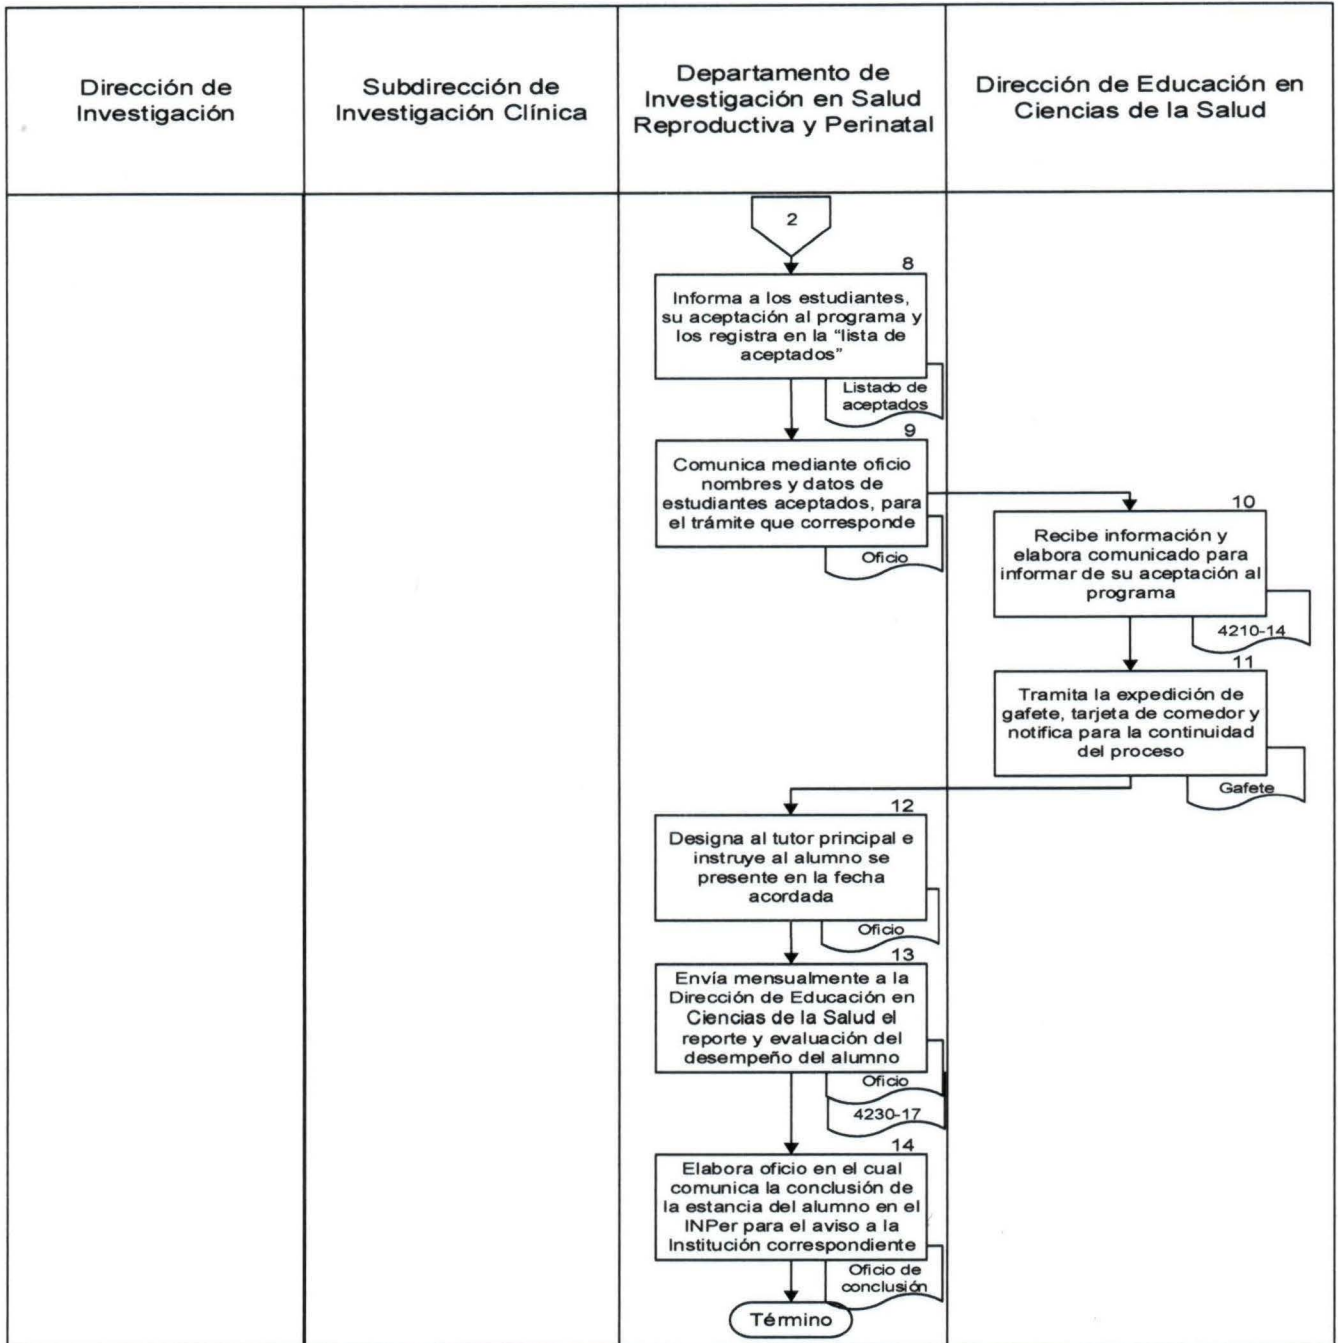 Dirección de
Investigación
Subdirección de
Investigación Clínica
Departamento de
Investigación en Salud
Reproductiva y Perinatal
Dirección de Educación en
Ciencias de la Salud
2
8
Informa a los estudiantes,
su aceptación al programa y
los registra en la “lista de
aceptados”
Listado de
aceptados
9
Comunica mediante oficio
nombres y datos de
estudiantes aceptados, para
el trámite que corresponde
Oficio
10
Recibe información y
elabora comunicado para
informar de su aceptación al
programa
4210-14
11
Tramita la expedición de
gafete, tarjeta de comedor y
notifica para la continuidad
del proceso
Gafete
12
Designa al tutor principal e
instruye al alumno se
presente en la fecha
acordada
Oficio
13
Envía mensualmente a la
Dirección de Educación en
Ciencias de la Salud el
reporte y evaluación del
desempeño del alumno
Oficio
4230-17
14
Elabora oficio en el cual
comunica la conclusión de
la estancia del alumno en el
INPer para el aviso a la
Institución correspondiente
Oficio de
conclusión
Término